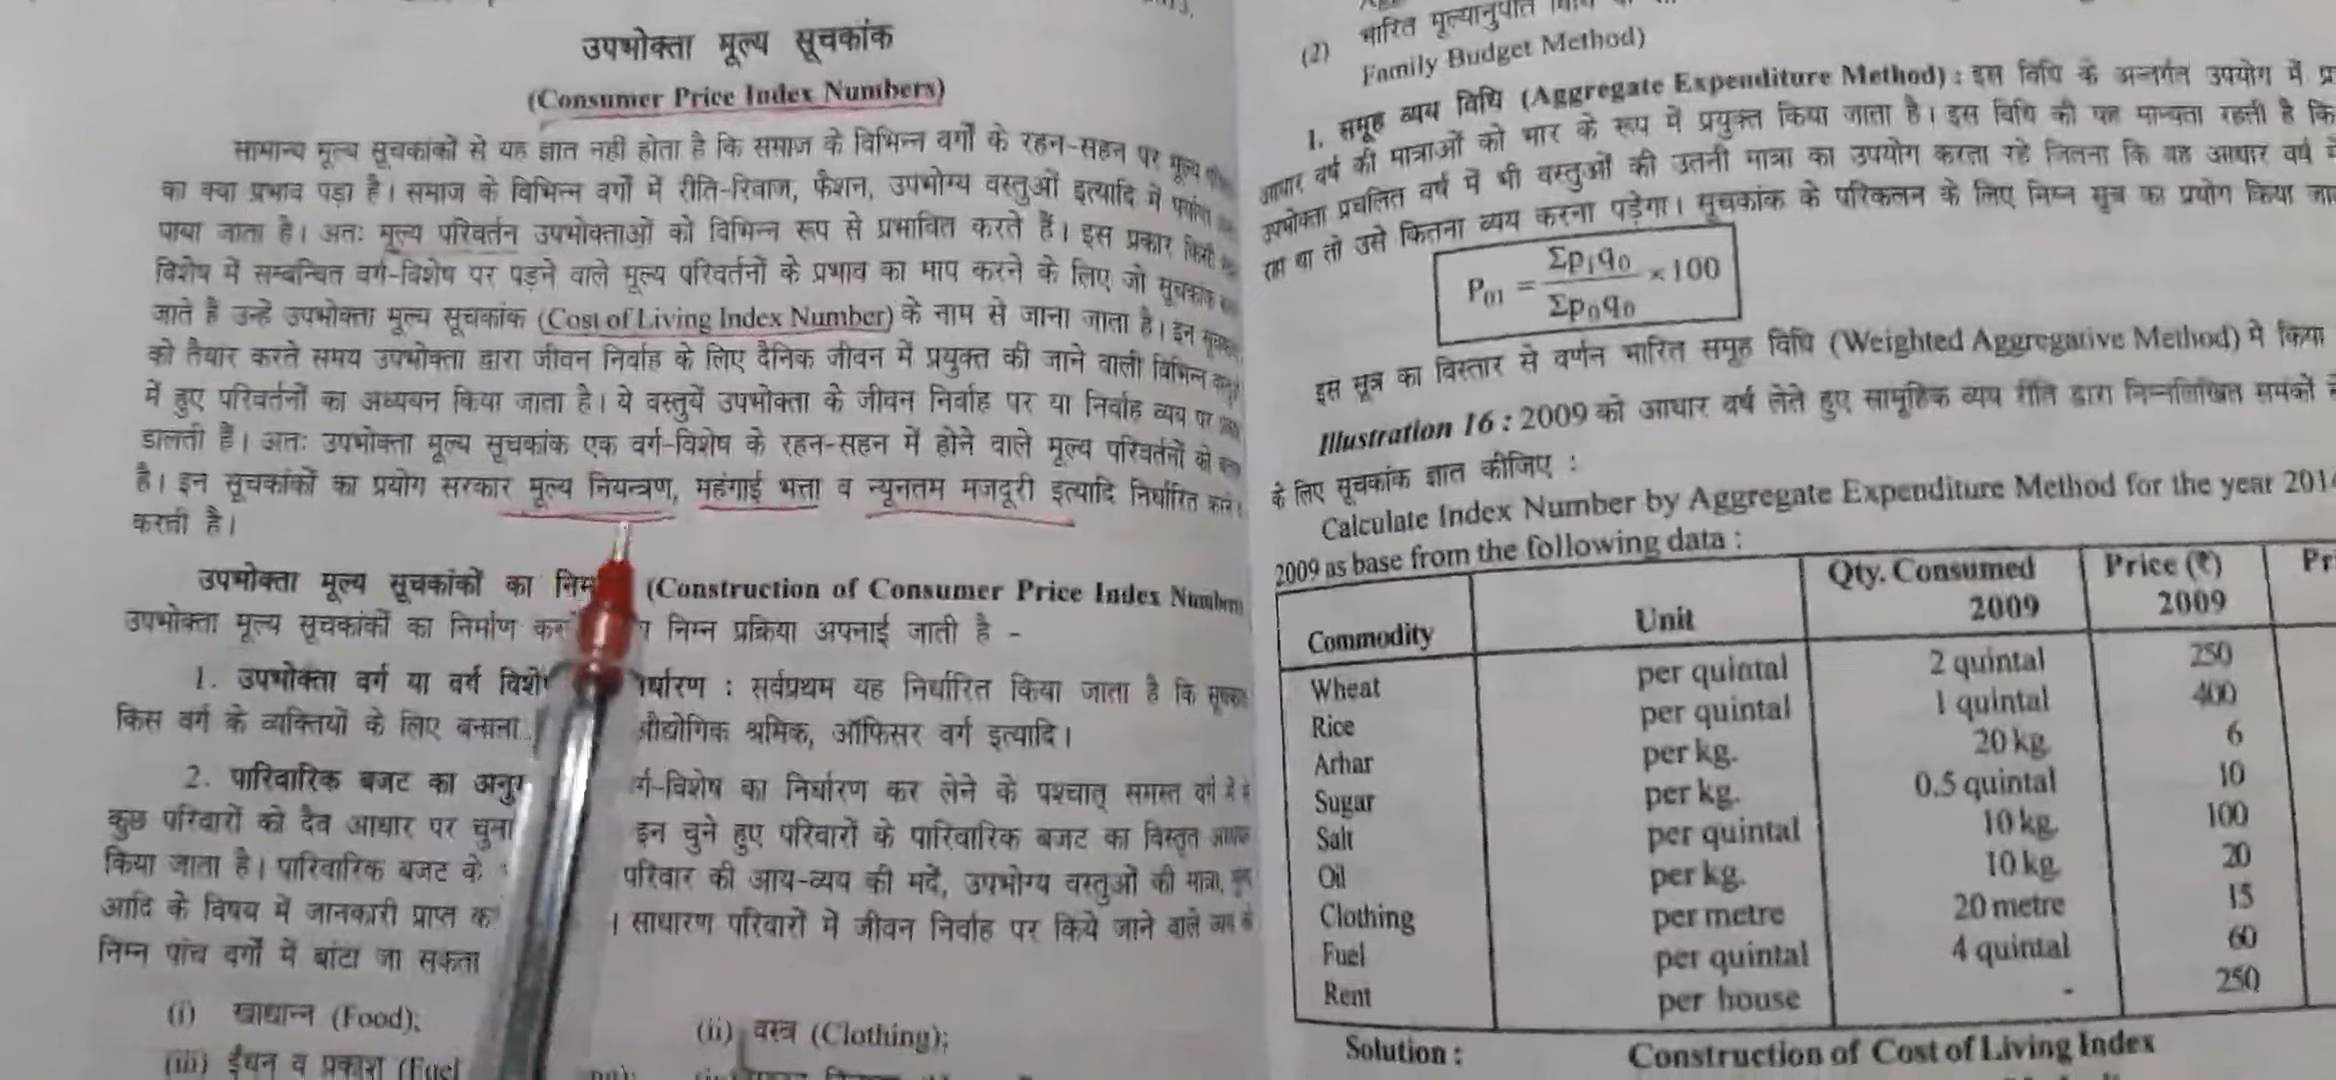 उपभोक्ता मूल्य सूचकांक
(Consumer Price Index Numbers)
सामान्य मूल्य सूचकांकों से यह ज्ञात नहीं होता है कि समाज के विभिन्न वर्गों के रहन-सहन पर मूल्य
का क्या प्रभाव पड़ा है। समाज के विभिन्न वर्गों में रीति-रिवाज, फैशन, उपभोग्य वस्तुओं इत्यादि में
पाया जाता है। अतः मूल्य परिवर्तन उपभोक्ताओं को विभिन्न रूप से प्रभावित करते हैं। इस प्रकार किसी
विशेष में सम्बन्धित वर्ग-विशेष पर पड़ने वाले मूल्य परिवर्तनों के प्रभाव का माप करने के लिए जो सूचकांक
जाते है उन्हें उपभोक्ता मूल्य सूचकांक (Cost of Living Index Number) के नाम से जाना जाता है। इन
को तैयार करते समय उपभोक्ता द्वारा जीवन निर्वाह के लिए दैनिक जीवन में प्रयुक्त की जाने वाली विभिन्न
में हुए परिवर्तनों का अध्ययन किया जाता है। ये वस्तुयें उपभोक्ता के जीवन निर्वाह पर या निर्वाह व्यय पर
डालती हैं। अतः उपभोक्ता मूल्य सूचकांक एक वर्ग-विशेष के रहन-सहन में होने वाले मूल्य परिवर्तनों को
है। इन सूचकांकों का प्रयोग सरकार मूल्य नियन्त्रण, महंगाई भत्ता व न्यूनतम मजदूरी इत्यादि निर्धारित
करती है।
उपभोक्ता मूल्य सूचकांकों का (Construction of Consumer Price Index Numbers
उपभोक्ता मूल्य सूचकांकों का निर्माण निम्न प्रक्रिया अपनाई जाती है -
1. उपभोक्ता वर्ग या वर्ग : सर्वप्रथम यह निर्धारित किया जाता है कि
किस वर्ग के व्यक्तियों के लिए बनाना औद्योगिक श्रमिक, ऑफिसर वर्ग इत्यादि।
2. पारिवारिक बजट का र्ग-विशेष का निर्धारण कर लेने के पश्चात् समस्त वर्ग में
कुछ परिवारों को दैव आधार पर चुना इन चुने हुए परिवारों के पारिवारिक बजट का विस्तृत
किया जाता है। पारिवारिक बजट के परिवार की आय-व्यय की मदें, उपभोग्य वस्तुओं की मात्रा,
आदि के विषय में जानकारी प्राप्त । साधारण परिवारों में जीवन निर्वाह पर किये जाने वाले
निम्न पांच वर्गों में बांटा जा सकता
(i) खाद्यान्न (Food);
(ii) वस्त्र (Clothing);
(iii) ईंधन व प्रकाश (Fuel
(2) भारित मूल्यानुपात विधि
Family Budget Method)
1. समूह व्यय विधि (Aggregate Expenditure Method) : इस विधि के अन्तर्गत उपयोग में
आधार वर्ष की मात्राओं को भार के रूप में प्रयुक्त किया जाता है। इस विधि की यह मान्यता रहती है कि
उपभोक्ता प्रचलित वर्ष में भी वस्तुओं की उतनी मात्रा का उपयोग करता रहे जितना कि वह आधार वर्ष
रहा था तो उसे कितना व्यय करना पड़ेगा। सूचकांक के परिकलन के लिए निम्न सूत्र का प्रयोग किया
P₀₁ = Σp₁q₀ / Σp₀q₀ × 100
इस सूत्र का विस्तार से वर्णन भारित समूह विधि (Weighted Aggregative Method) मे किया
Illustration 16 : 2009 को आधार वर्ष लेते हुए सामूहिक व्यय रीति द्वारा निम्नलिखित समंकों
के लिए सूचकांक ज्ञात कीजिए :
Calculate Index Number by Aggregate Expenditure Method for the year
2009 as base from the following data :
Commodity Unit Qty. Consumed 2009 Price (₹) 2009
Wheat per quintal 2 quintal 250
Rice per quintal 1 quintal 400
Arhar per kg. 20 kg. 6
Sugar per kg. 0.5 quintal 10
Salt per quintal 10 kg. 100
Oil per kg. 10 kg. 20
Clothing per metre 20 metre 15
Fuel per quintal 4 quintal 60
Rent per house - 250
Solution : Construction of Cost of Living Index